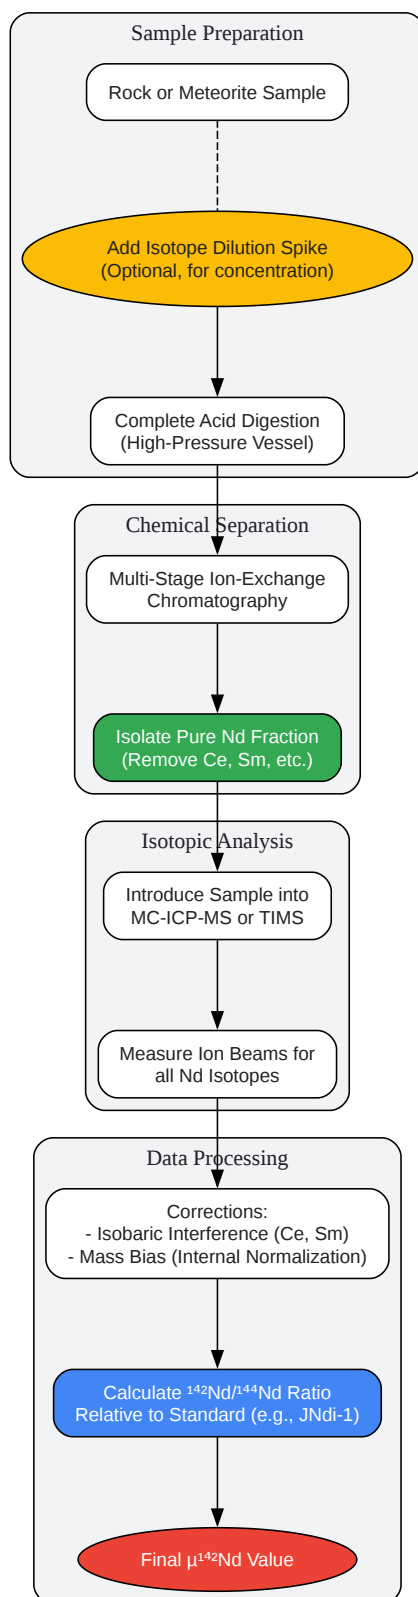 Sample Preparation
Rock or Meteorite Sample
Add Isotope Dilution Spike
(Optional, for concentration)
Complete Acid Digestion
(High-Pressure Vessel)
Chemical Separation
Multi-Stage Ion-Exchange
Chromatography
Isolate Pure Nd Fraction
(Remove Ce, Sm, etc.)
Isotopic Analysis
Introduce Sample into
MC-ICP-MS or TIMS
Measure Ion Beams for
all Nd Isotopes
Data Processing
Corrections:
- Isobaric Interference (Ce, Sm)
- Mass Bias (Internal Normalization)
Calculate ¹⁴²Nd/¹⁴⁴Nd Ratio
Relative to Standard (e.g., JNdi-1)
Final µ¹⁴²Nd Value